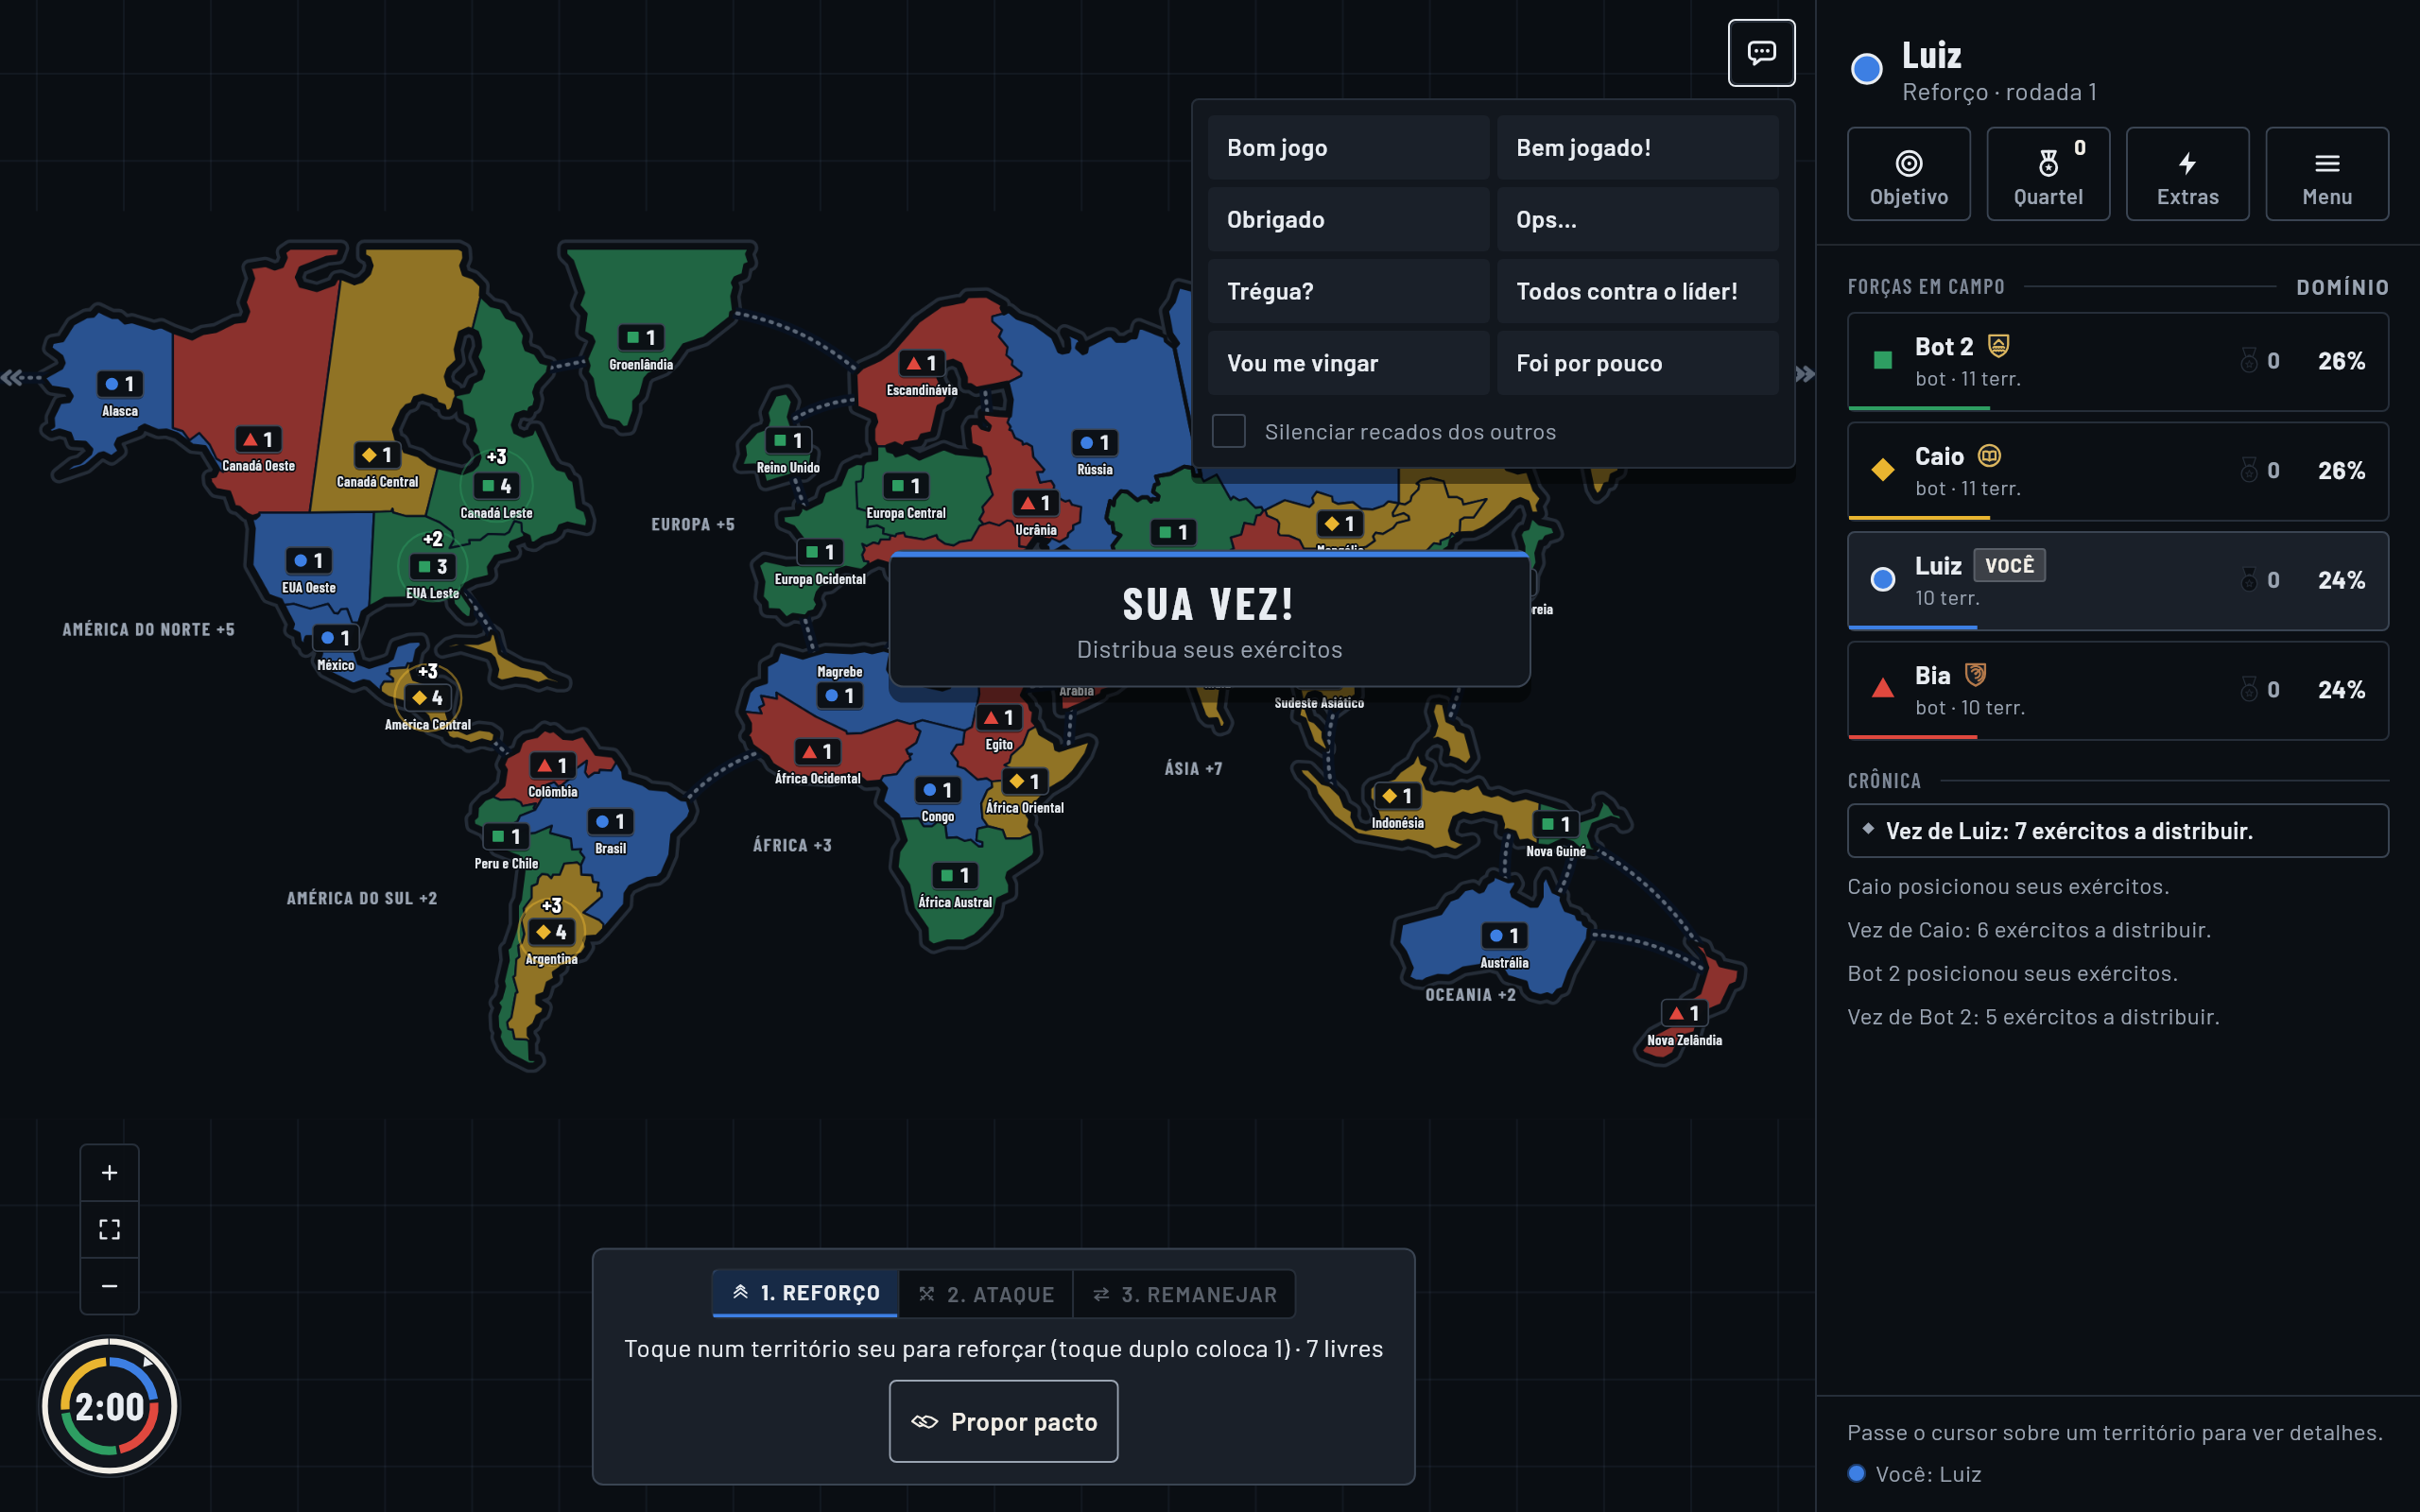 Luiz
Reforço · rodada 1
Objetivo
0
Quartel
Extras
Menu
Bom jogo
Bem jogado!
Obrigado
Ops...
Trégua?
Todos contra o líder!
Vou me vingar
Foi por pouco
Silenciar recados dos outros
FORÇAS EM CAMPO
DOMÍNIO
Bot 2
bot · 11 terr.
0
26%
Caio
bot · 11 terr.
0
26%
Luiz VOCÊ
10 terr.
0
24%
Bia
bot · 10 terr.
0
24%
CRÔNICA
Vez de Luiz: 7 exércitos a distribuir.
Caio posicionou seus exércitos.
Vez de Caio: 6 exércitos a distribuir.
Bot 2 posicionou seus exércitos.
Vez de Bot 2: 5 exércitos a distribuir.
Passe o cursor sobre um território para ver detalhes.
Você: Luiz
1
Alasca
1
Canadá Oeste
1
Canadá Central
+3
4
Canadá Leste
1
Groenlândia
1
EUA Oeste
+2
3
EUA Leste
AMÉRICA DO NORTE +5
1
México
+3
4
América Central
1
Colômbia
1
Brasil
1
Peru e Chile
AMÉRICA DO SUL +2
+3
4
Argentina
1
Escandinávia
1
Reino Unido
1
Rússia
1
Europa Central
1
Ucrânia
EUROPA +5
1
Europa Ocidental
1
1
SUA VEZ!
Distribua seus exércitos
Magrebe
1
Arábia
Sudeste Asiático
1
Egito
1
África Ocidental
1
África Oriental
1
Congo
ÁSIA +7
ÁFRICA +3
1
África Austral
1
Indonésia
1
Nova Guiné
1
Austrália
OCEANIA +2
1
Nova Zelândia
+
−
2:00
1. REFORÇO
2. ATAQUE
3. REMANEJAR
Toque num território seu para reforçar (toque duplo coloca 1) · 7 livres
Propor pacto